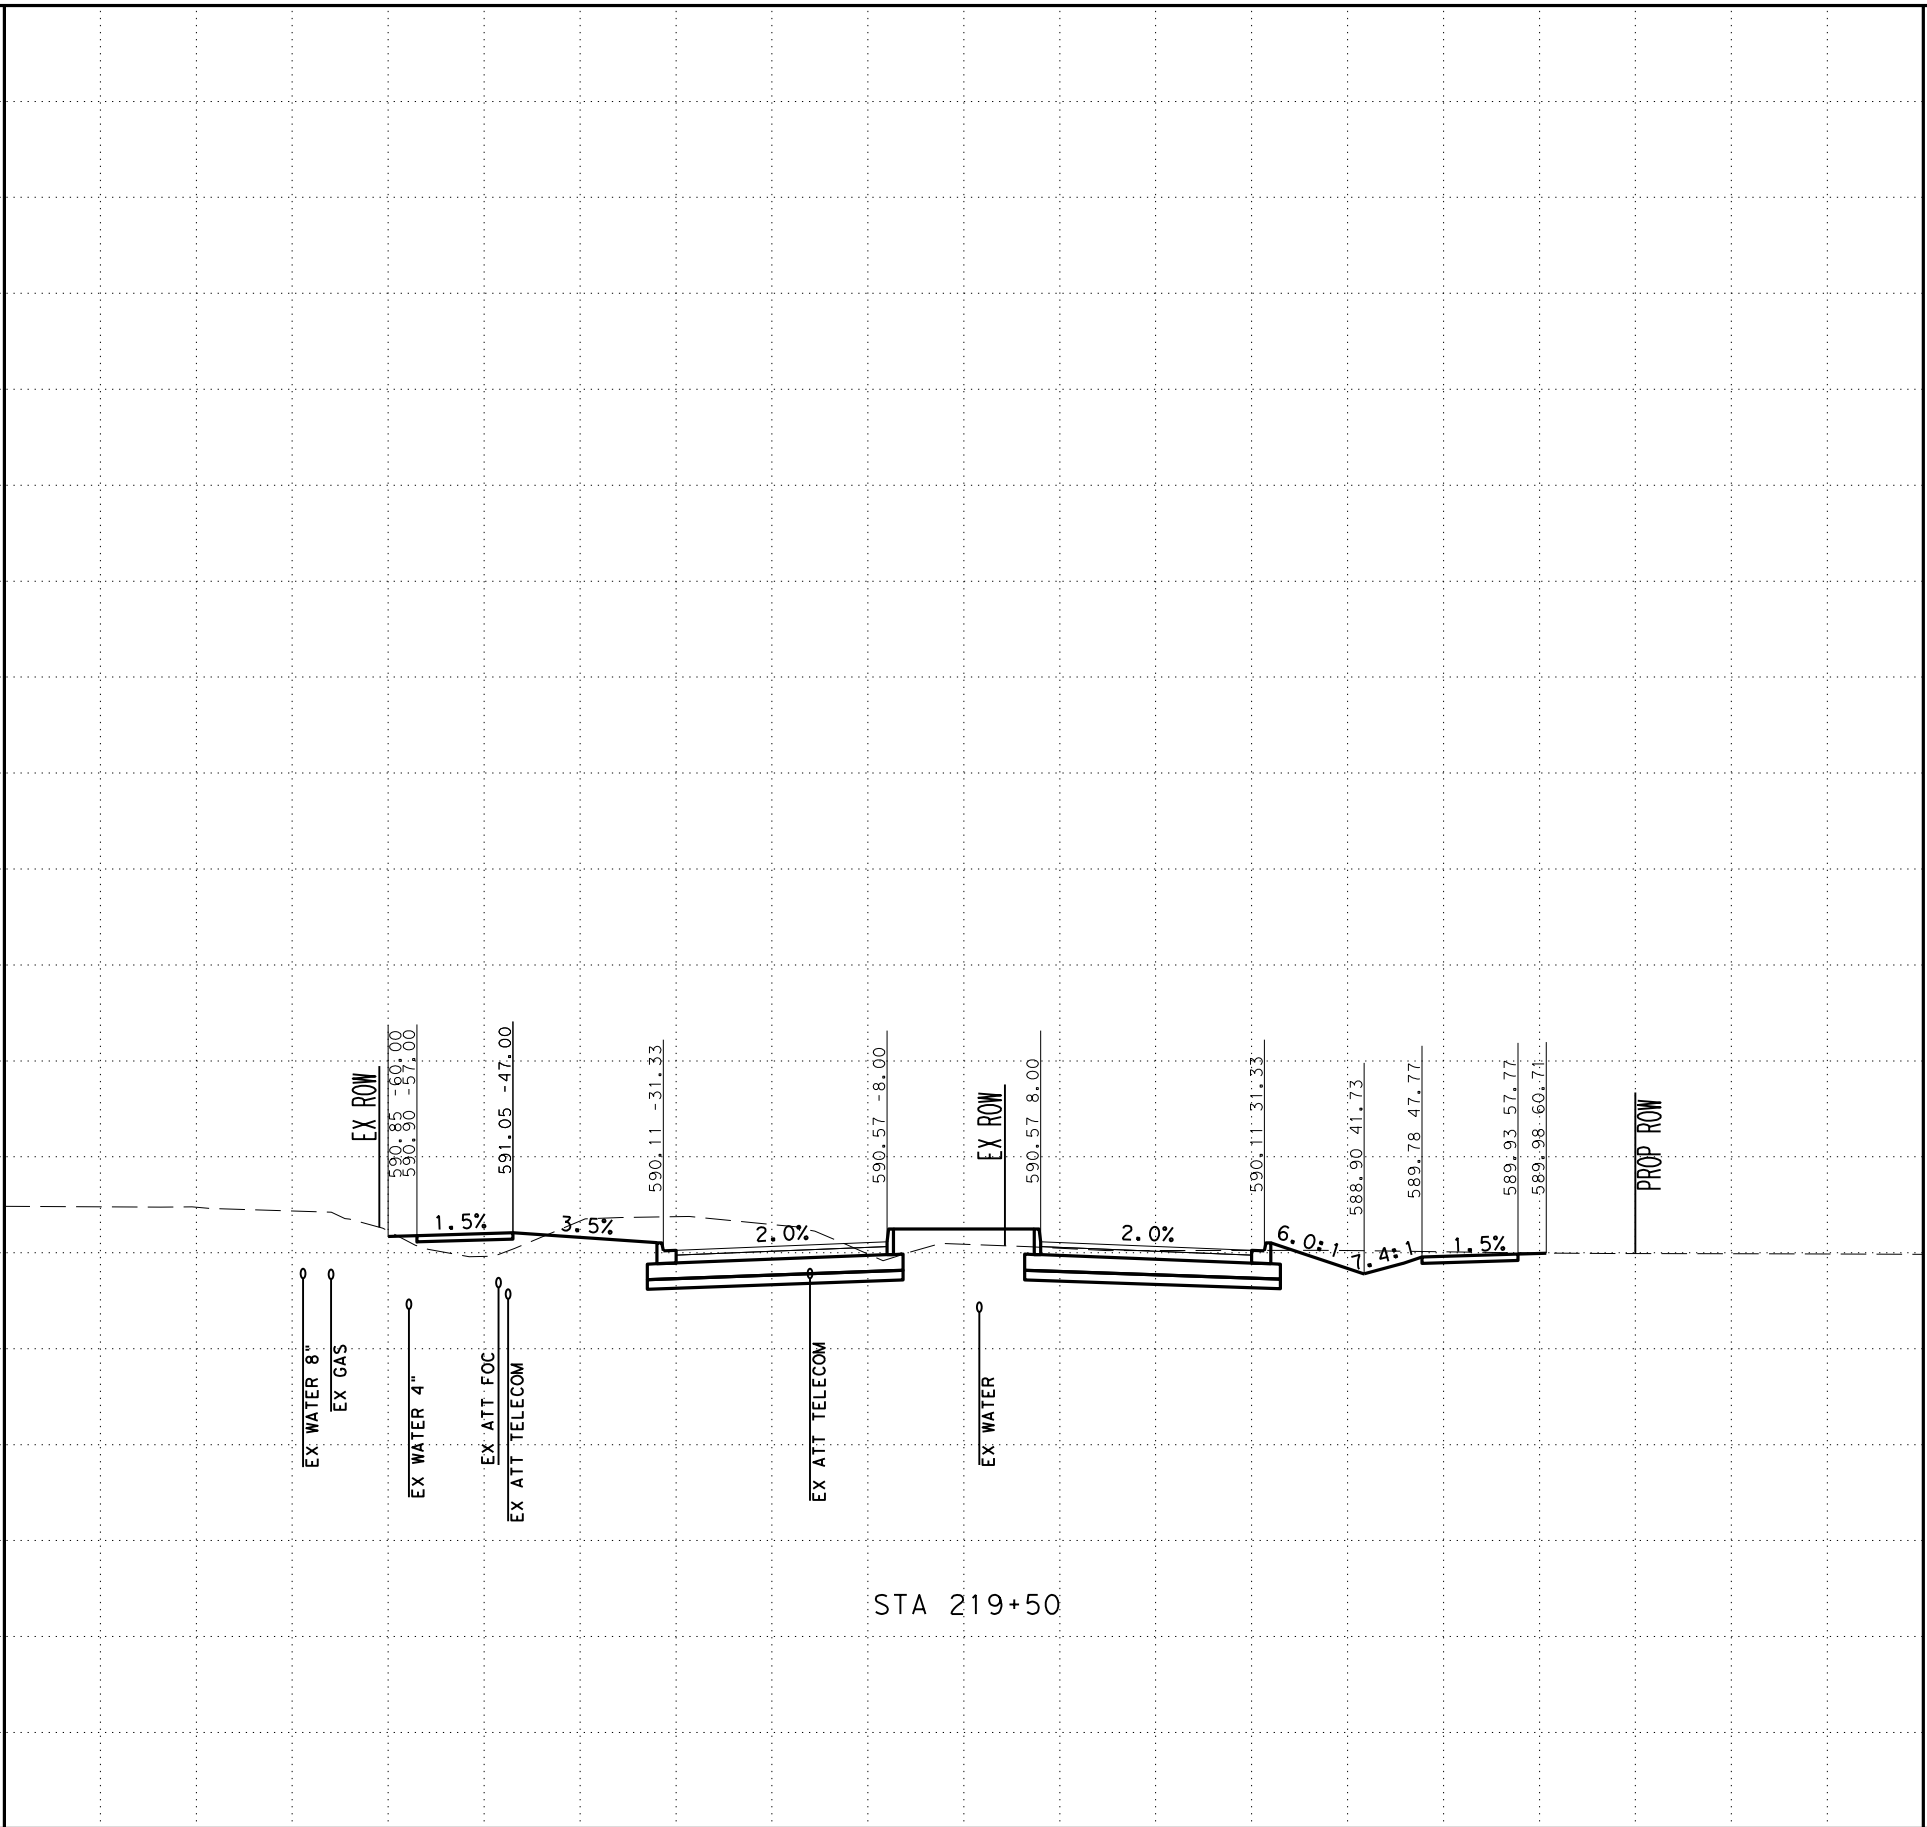 EX ROW
590.85 -60.00
590.90 -57.00
591.05 -47.00
590.11 -31.33
590.57 -8.00
EX ROW
590.57 8.00
590.11 31.33
588.90 41.73
589.78 47.77
589.93 57.77
589.98 60.71
PROP ROW
1.5%
3.5%
2.0%
2.0%
6.0:1
7.4:1
1.5%
EX WATER 8"
EX GAS
EX WATER 4"
EX ATT FOC
EX ATT TELECOM
EX ATT TELECOM
EX WATER
STA 219+50